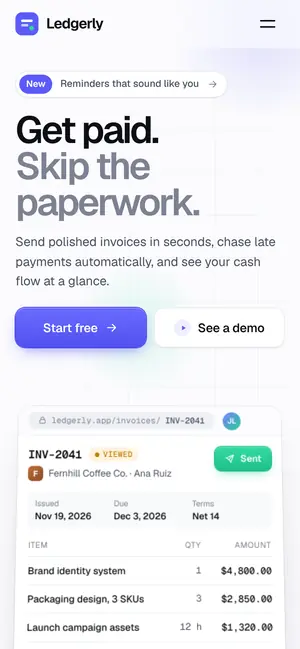 Ledgerly
New Reminders that sound like you →
Get paid.
Skip the
paperwork.
Send polished invoices in seconds, chase late
payments automatically, and see your cash
flow at a glance.
Start free → See a demo
ledgerly.app/invoices/ INV-2041 JL
INV-2041 VIEWED Sent
F Fernhill Coffee Co. · Ana Ruiz
Issued Due Terms
Nov 19, 2026 Dec 3, 2026 Net 14
ITEM QTY AMOUNT
Brand identity system 1 $4,800.00
Packaging design, 3 SKUs 3 $2,850.00
Launch campaign assets 12 h $1,320.00